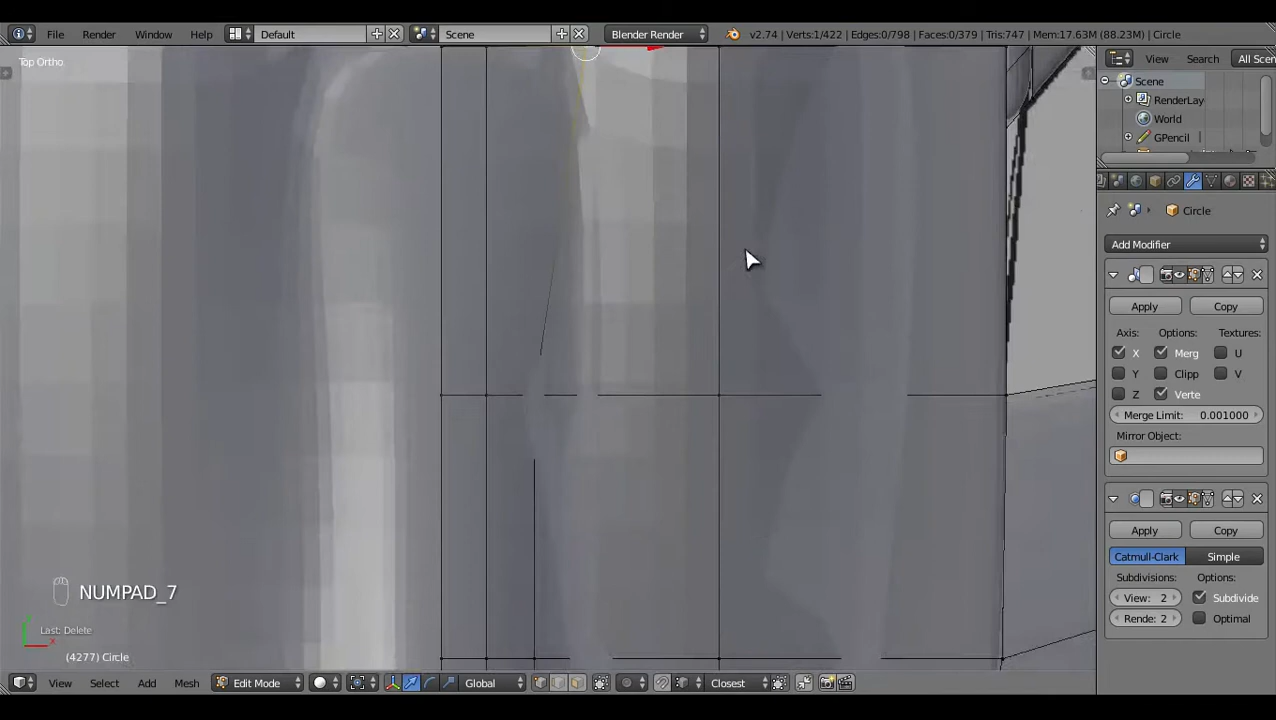 File Render Window Help Default Scene Blender Render v2.74 | Verts:1/422 | Edges:0/798 | Faces:0/379 | Tris:747 | Mem:17.63M (88.23M) | Circle
Top Ortho
View Search All Scen
Scene
RenderLay
World
GPencil
Circle
Add Modifier
Apply Copy
Axis: Options: Textures:
X Merg U
Y Clipp V
Z Verte
Merge Limit: 0.001000
Mirror Object:
Apply Copy
Catmull-Clark Simple
Subdivisions: Options:
View: 2 Subdivide
Rende: 2 Optimal
NUMPAD_7
Last: Delete
(4277) Circle
View Select Add Mesh Edit Mode Global Closest